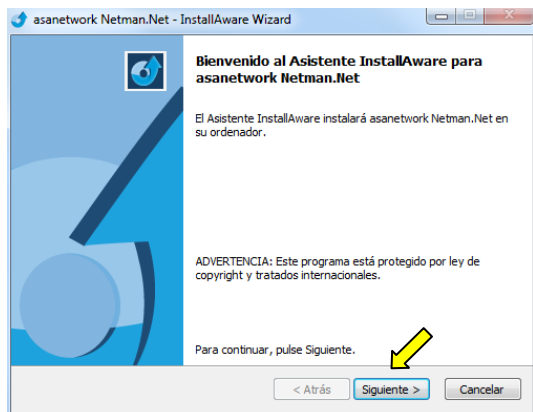 asanetwork Netman.Net - InstallAware Wizard
Bienvenido al Asistente InstallAware para
asanetwork Netman.Net
El Asistente InstallAware instalará asanetwork Netman.Net en
su ordenador.
ADVERTENCIA: Este programa está protegido por ley de
copyright y tratados internacionales.
Para continuar, pulse Siguiente.
< Atrás
Siguiente >
Cancelar